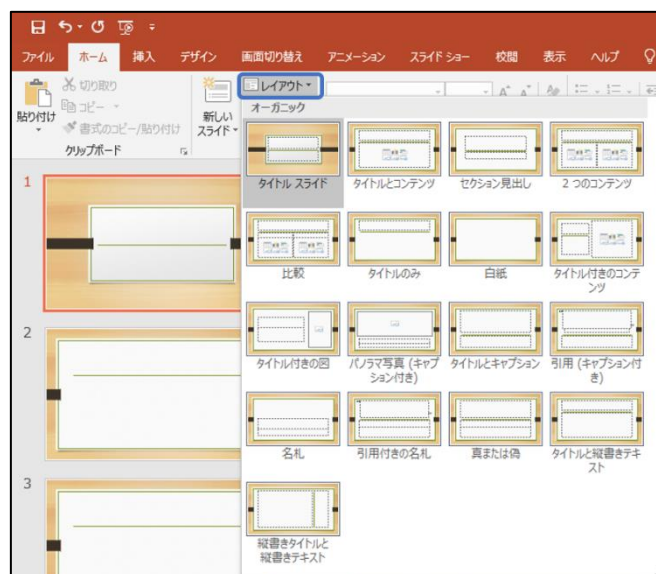 ファイル ホーム 挿入 デザイン 画面切り替え アニメーション スライド ショー 校閲 表示 ヘルプ
切り取り
コピー
書式のコピー/貼り付け
貼り付け
クリップボード
新しい
スライド
レイアウト
オーガニック
タイトル スライド タイトルとコンテンツ セクション見出し 2 つのコンテンツ
比較 タイトルのみ 白紙 タイトル付きのコンテ
ンツ
タイトル付きの図 パノラマ写真 (キャプ タイトルとキャプション 引用 (キャプション付
ション付き) き)
名札 引用付きの名札 真または偽 タイトルと縦書きテキ
スト
縦書きタイトルと
縦書きテキスト
1
2
3